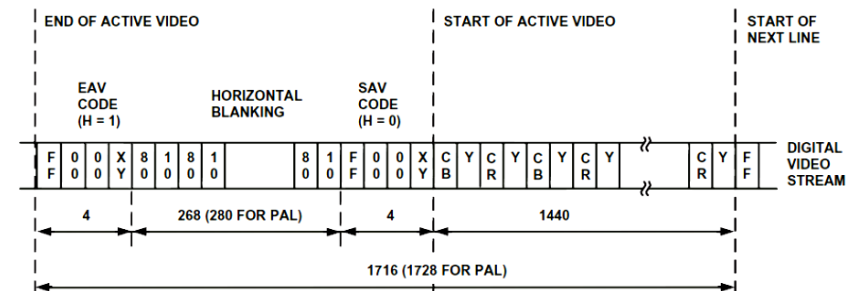 END OF ACTIVE VIDEO
START OF ACTIVE VIDEO
START OF
NEXT LINE
EAV
CODE
(H = 1)
HORIZONTAL
BLANKING
SAV
CODE
(H = 0)
F 0 0 X 8 1 8 1 8 1 F 0 0 X C Y C Y C Y C Y C Y F
F 0 0 Y 0 0 0 0 0 0 F 0 0 Y B R B R R F
DIGITAL
VIDEO
STREAM
4
268 (280 FOR PAL)
4
1440
1716 (1728 FOR PAL)